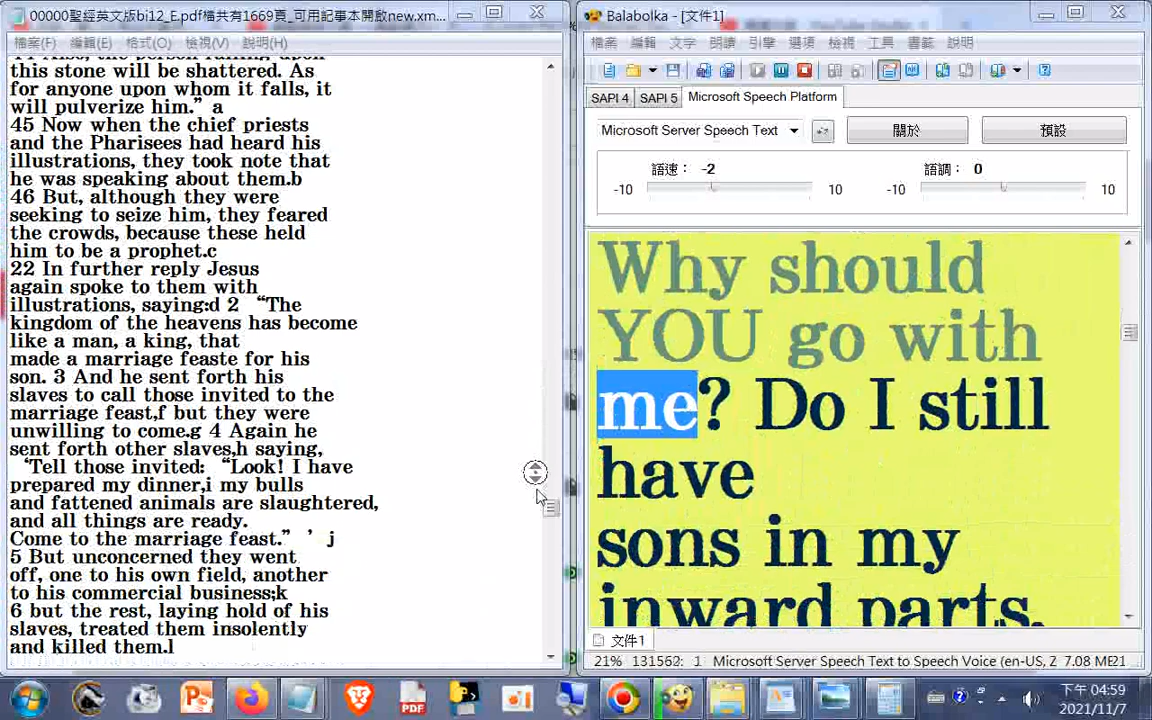 00000聖經英文版bi12_E.pdf檔共有1669頁_可用記事本開啟new.xm...
檔案(F) 編輯(E) 格式(O) 檢視(V) 說明(H)
this stone will be shattered. As
for anyone upon whom it falls, it
will pulverize him.” a
45 Now when the chief priests
and the Pharisees had heard his
illustrations, they took note that
he was speaking about them.b
46 But, although they were
seeking to seize him, they feared
the crowds, because these held
him to be a prophet.c
22 In further reply Jesus
again spoke to them with
illustrations, saying:d 2 “The
kingdom of the heavens has become
like a man, a king, that
made a marriage feaste for his
son. 3 And he sent forth his
slaves to call those invited to the
marriage feast,f but they were
unwilling to come.g 4 Again he
sent forth other slaves,h saying,
‘Tell those invited: “Look! I have
prepared my dinner,i my bulls
and fattened animals are slaughtered,
and all things are ready.
Come to the marriage feast.” ’ j
5 But unconcerned they went
off, one to his own field, another
to his commercial business;k
6 but the rest, laying hold of his
slaves, treated them insolently
and killed them.l
Balabolka - [文件1]
檔案 編輯 文字 朗讀 引擎 選項 檢視 工具 書籤 說明
SAPI 4 SAPI 5 Microsoft Speech Platform
Microsoft Server Speech Text 關於 預設
語速: -2 語調: 0
-10 10 -10 10
Why should
YOU go with
me? Do I still
have
sons in my
inward parts,
文件1
21% 131562: 1 Microsoft Server Speech Text to Speech Voice (en-US, 2 7.08 ME21
PDF
下午 04:59
2021/11/7